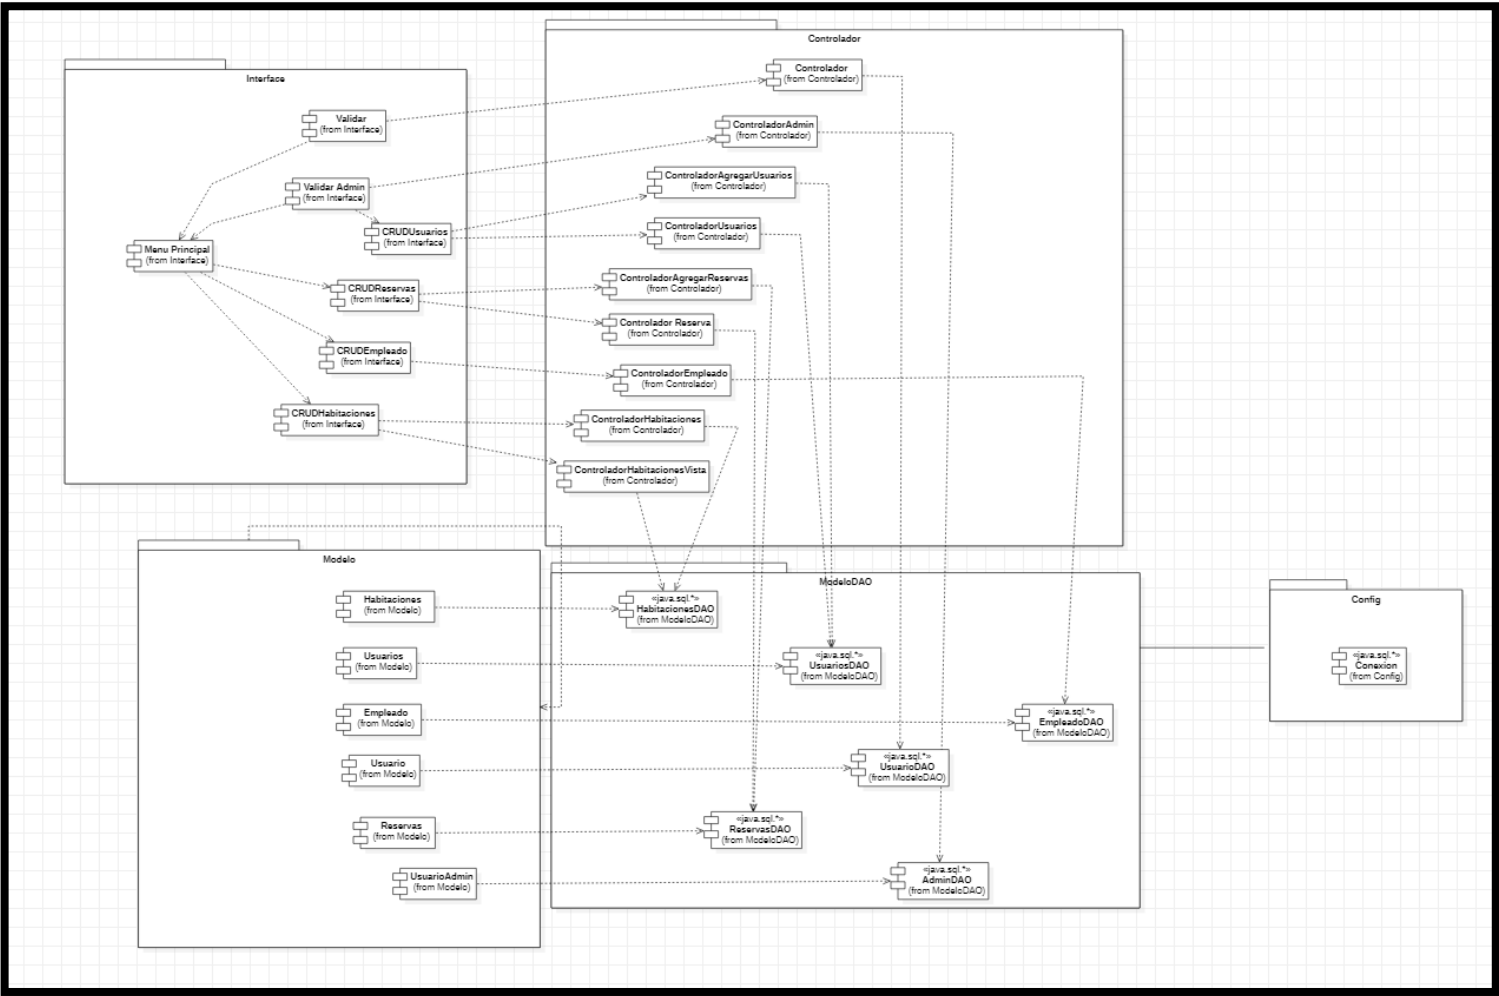 Interface
Validar
(from Interface)
Validar Admin
(from Interface)
CRUDUsuarios
(from Interface)
Menu Principal
(from Interface)
CRUDReservas
(from Interface)
CRUDEmpleado
(from Interface)
CRUDHabitaciones
(from Interface)
Controlador
Controlador
(from Controlador)
ControladorAdmin
(from Controlador)
ControladorAgregarUsuarios
(from Controlador)
ControladorUsuarios
(from Controlador)
ControladorAgregarReservas
(from Controlador)
Controlador Reserva
(from Controlador)
ControladorEmpleado
(from Controlador)
ControladorHabitaciones
(from Controlador)
ControladorHabitacionesVista
(from Controlador)
Modelo
Habitaciones
(from Modelo)
Usuarios
(from Modelo)
Empleado
(from Modelo)
Usuario
(from Modelo)
Reservas
(from Modelo)
UsuarioAdmin
(from Modelo)
ModeloDAO
«java.sql.*»
HabitacionesDAO
(from ModeloDAO)
«java.sql.*»
UsuariosDAO
(from ModeloDAO)
«java.sql.*»
EmpleadoDAO
(from ModeloDAO)
«java.sql.*»
UsuarioDAO
(from ModeloDAO)
«java.sql.*»
ReservasDAO
(from ModeloDAO)
«java.sql.*»
AdminDAO
(from ModeloDAO)
Config
«java.sql.*»
Conexion
(from Config)